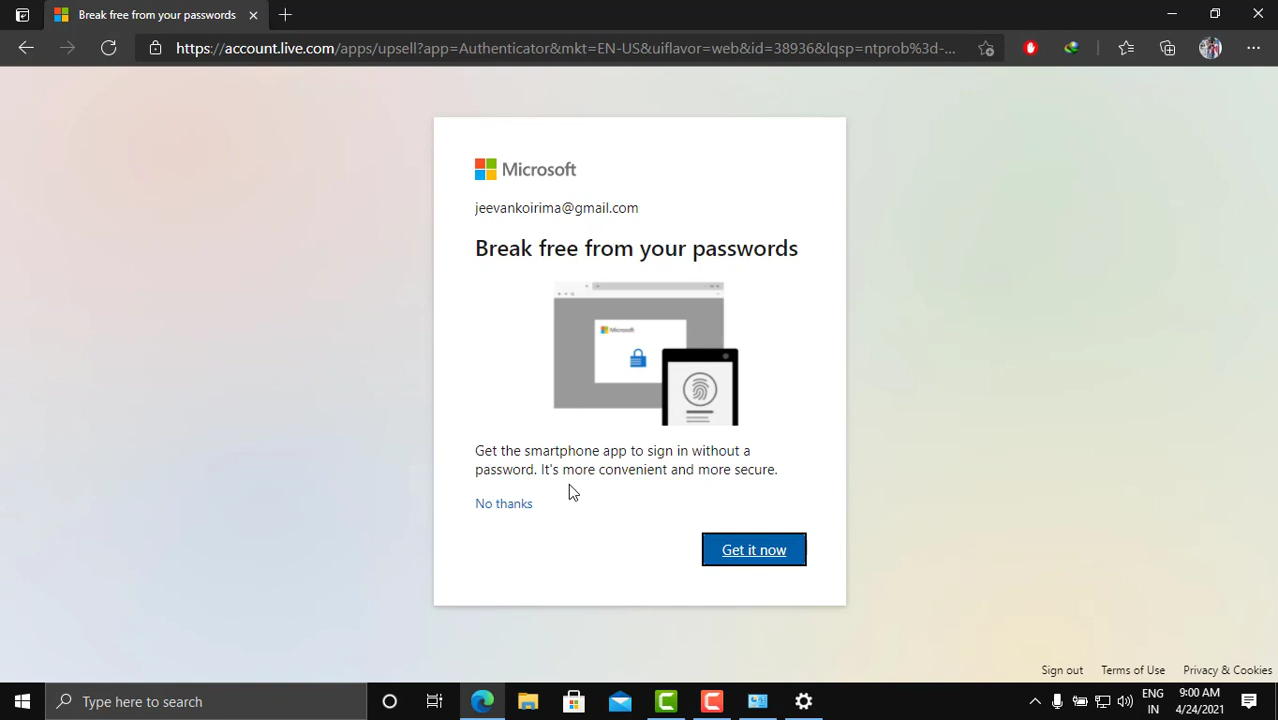 Break free from your passwords
https://account.live.com/apps/upsell?app=Authenticator&mkt=EN-US&uiflavor=web&id=38936&lqsp=ntprob%3d-...
Microsoft
jeevankoirima@gmail.com
Break free from your passwords
Microsoft
Get the smartphone app to sign in without a
password. It's more convenient and more secure.
No thanks
Get it now
Sign out Terms of Use Privacy & Cookies
Type here to search
ENG
IN
9:00 AM
4/24/2021